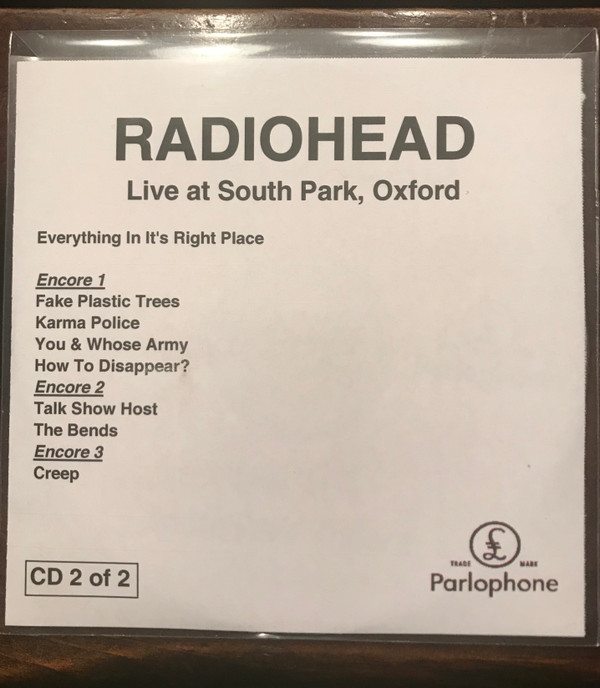 RADIOHEAD
Live at South Park, Oxford
Everything In It's Right Place
Encore 1
Fake Plastic Trees
Karma Police
You & Whose Army
How To Disappear?
Encore 2
Talk Show Host
The Bends
Encore 3
Creep
CD 2 of 2
£
TRADE MARK
Parlophone